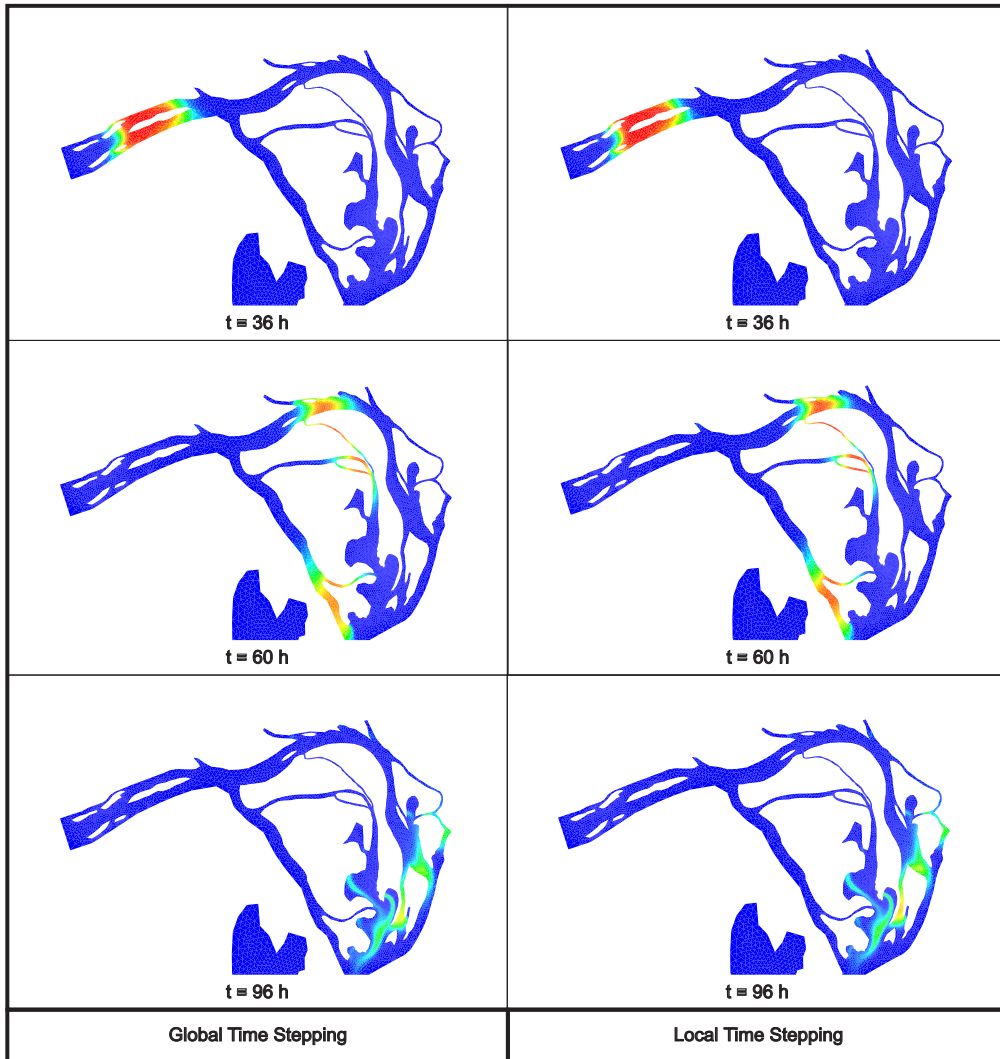 t = 36 h
t = 36 h
t = 60 h
t = 60 h
t = 96 h
t = 96 h
Global Time Stepping
Local Time Stepping